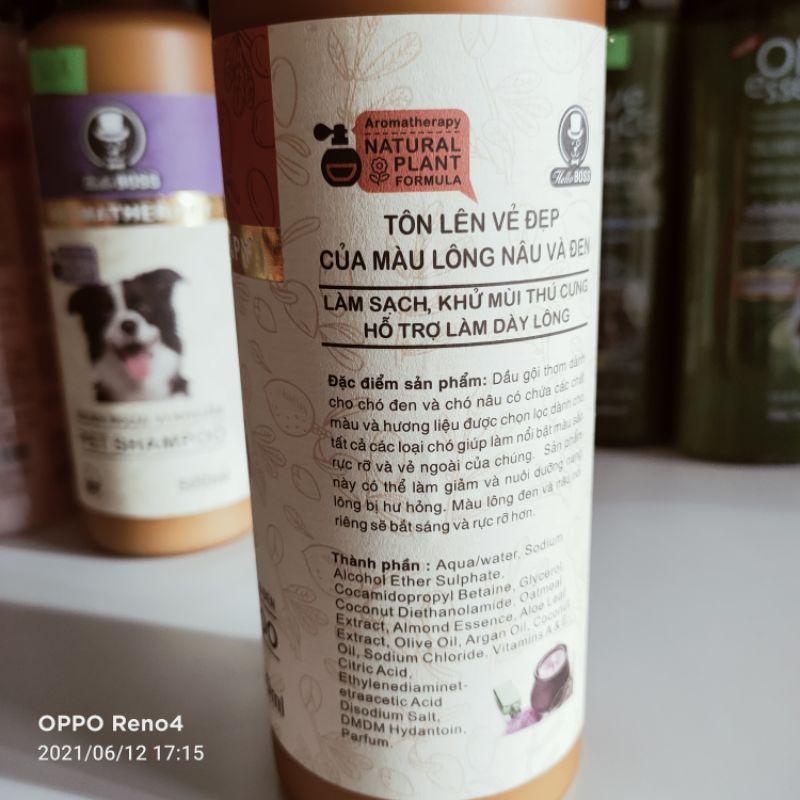 Aromatherapy
NATURAL
PLANT
FORMULA
Hello BOSS
TÔN LÊN VẺ ĐẸP
CỦA MÀU LÔNG NÂU VÀ ĐEN
LÀM SẠCH, KHỬ MÙI THÚ CƯNG
HỖ TRỢ LÀM DÀY LÔNG
Đặc điểm sản phẩm: Dầu gội thơm dành
cho chó đen và chó nâu có chứa các chất
màu và hương liệu được chọn lọc dành cho
tất cả các loại chó giúp làm nổi bật màu sắc
rực rỡ và vẻ ngoài của chúng. Sản phẩm
này có thể làm giảm và nuôi dưỡng nang
lông bị hư hỏng. Màu lông đen và nâu nói
riêng sẽ bắt sáng và rực rỡ hơn.
Thành phần : Aqua/water, Sodium
Alcohol Ether Sulphate,
Cocamidopropyl Betaine, Glycerol,
Coconut Diethanolamide, Oatmeal
Extract, Almond Essence, Aloe Leaf
Extract, Olive Oil, Argan Oil, Coconut
Oil, Sodium Chloride, Vitamins A & E,
Citric Acid,
Ethylenediaminet-
etraacetic Acid
Disodium Salt,
DMDM Hydantoin,
Parfum.
Hello BOSS
PET SHAMPOO
OPPO Reno4
2021/06/12 17:15